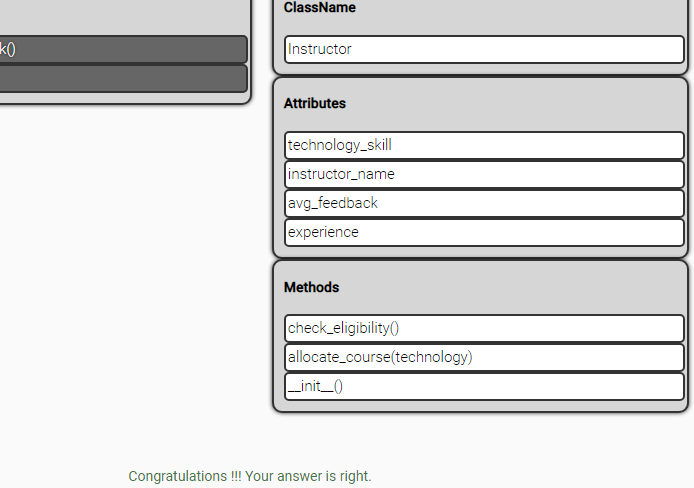 k()
ClassName
Instructor
Attributes
technology_skill
instructor_name
avg_feedback
experience
Methods
check_eligibility()
allocate_course(technology)
__init__()
Congratulations !!! Your answer is right.